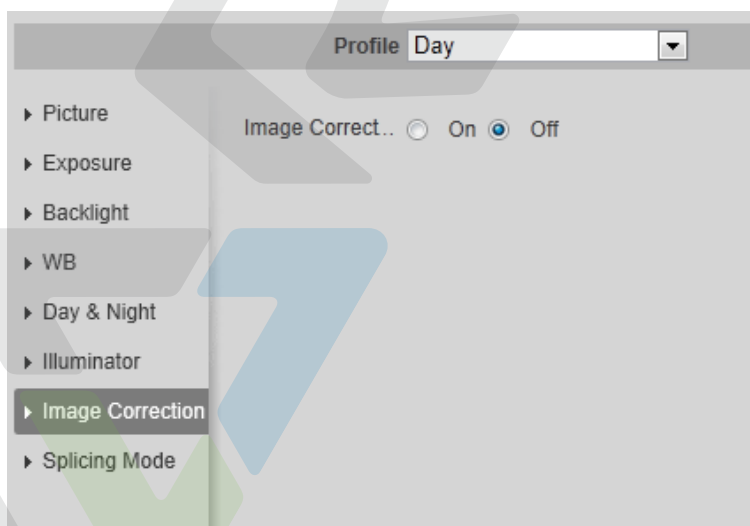 Profile Day
Picture
Image Correct.. On Off
Exposure
Backlight
WB
Day & Night
Illuminator
Image Correction
Splicing Mode